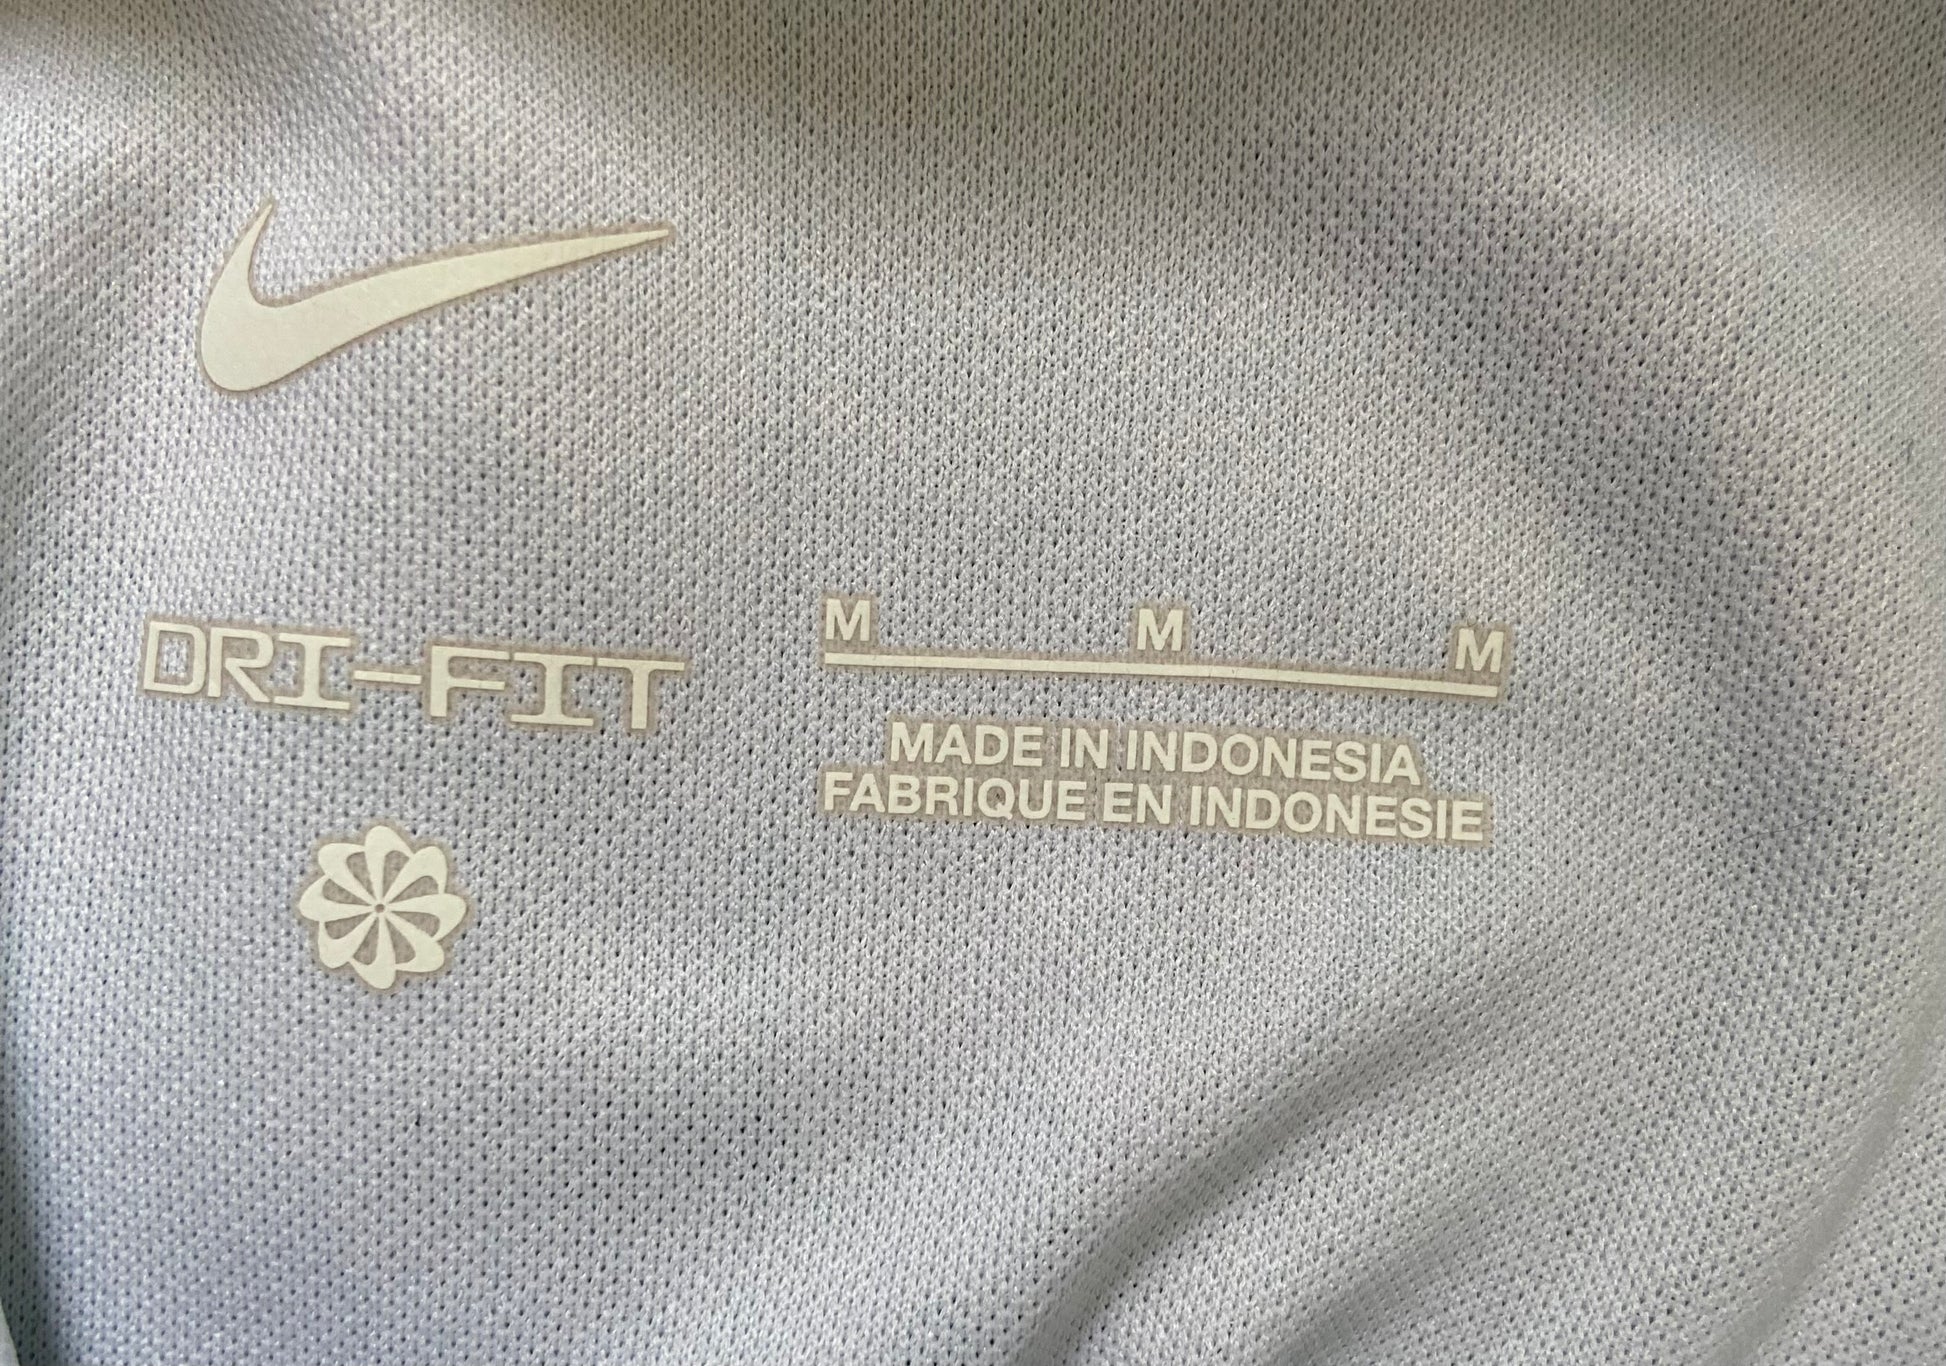 DRI-FIT
M M M
MADE IN INDONESIA
FABRIQUE EN INDONESIE